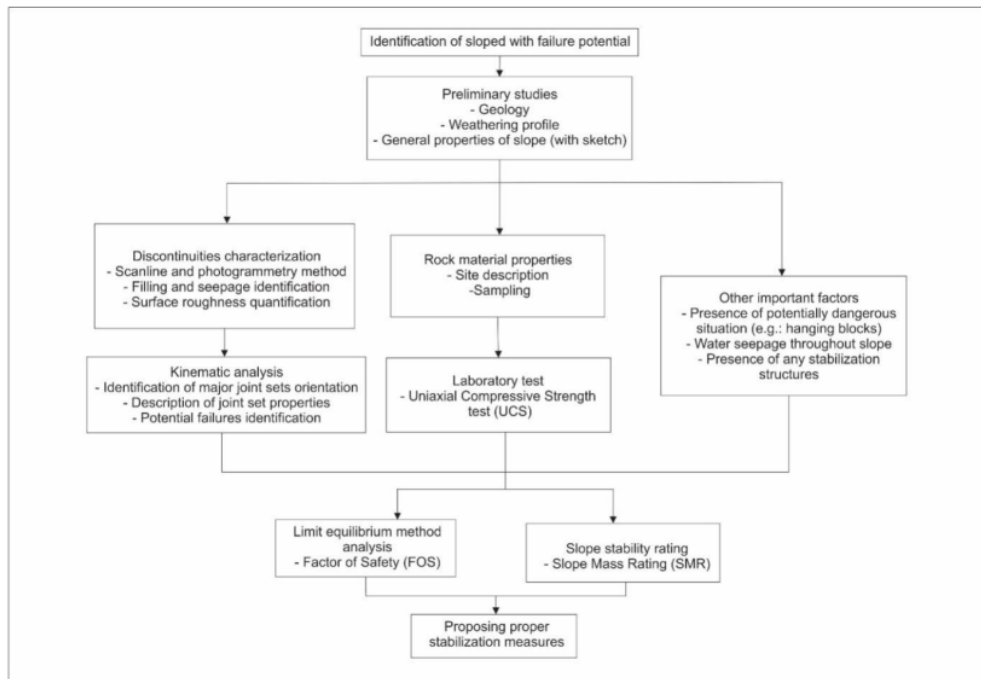 Identification of sloped with failure potential
Preliminary studies
- Geology
- Weathering profile
- General properties of slope (with sketch)
Discontinuities characterization
- Scanline and photogrammetry method
- Filling and seepage identification
- Surface roughness quantification
Rock material properties
- Site description
-Sampling
Other important factors
- Presence of potentially dangerous
situation (e.g.: hanging blocks)
- Water seepage throughout slope
- Presence of any stabilization
structures
Kinematic analysis
- Identification of major joint sets orientation
- Description of joint set properties
- Potential failures identification
Laboratory test
- Uniaxial Compressive Strength
test (UCS)
Limit equilibrium method
analysis
- Factor of Safety (FOS)
Slope stability rating
- Slope Mass Rating (SMR)
Proposing proper
stabilization measures